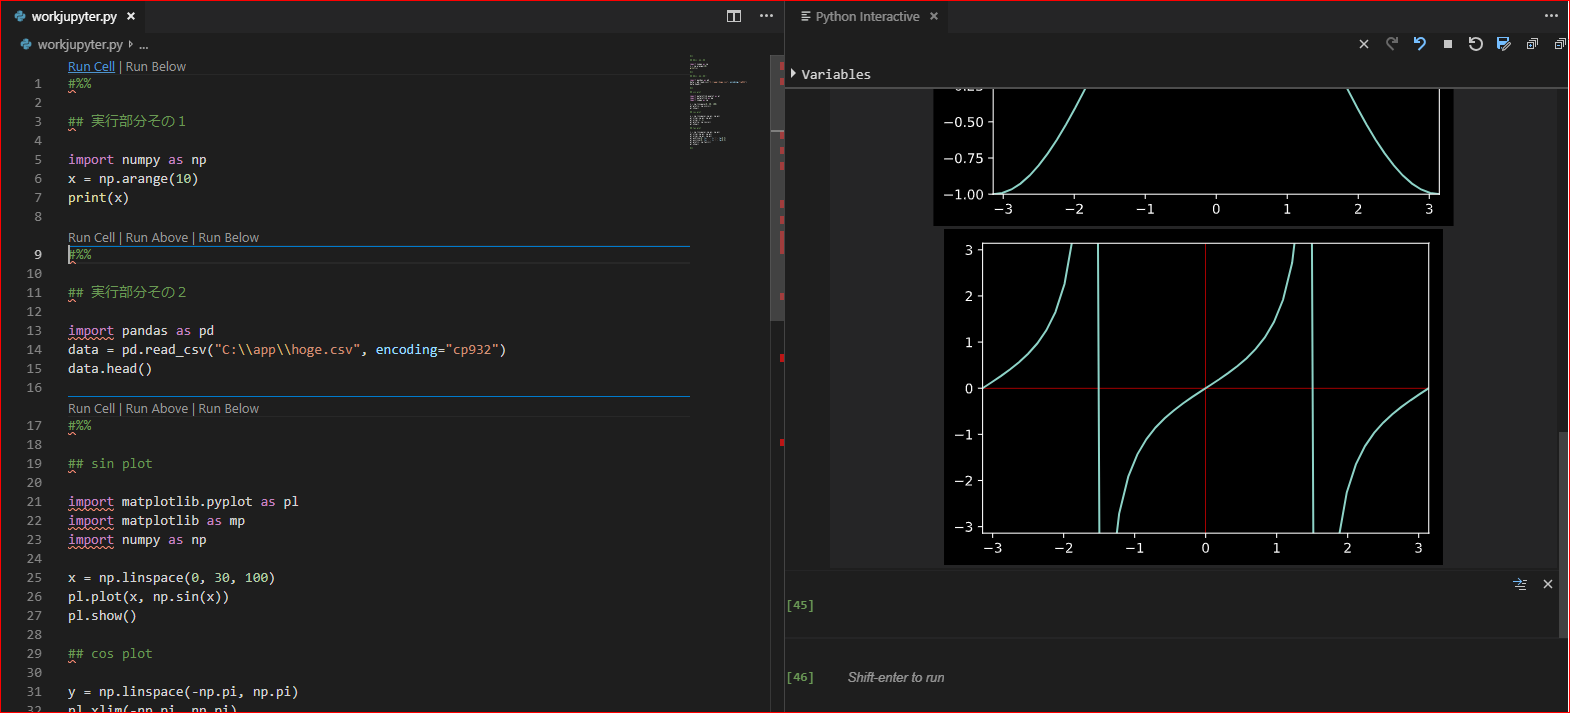 workjupyter.py
workjupyter.py › ...
Run Cell | Run Below
1 #%%
2
3 ## 実行部分その１
4
5 import numpy as np
6 x = np.arange(10)
7 print(x)
8
Run Cell | Run Above | Run Below
9 #%%
10
11 ## 実行部分その２
12
13 import pandas as pd
14 data = pd.read_csv("C:\\app\\hoge.csv", encoding="cp932")
15 data.head()
16
Run Cell | Run Above | Run Below
17 #%%
18
19 ## sin plot
20
21 import matplotlib.pyplot as pl
22 import matplotlib as mp
23 import numpy as np
24
25 x = np.linspace(0, 30, 100)
26 pl.plot(x, np.sin(x))
27 pl.show()
28
29 ## cos plot
30
31 y = np.linspace(-np.pi, np.pi)
32 pl.xlim(-np.pi, np.pi)
Python Interactive
Variables
−0.25
−0.50
−0.75
−1.00
−3 −2 −1 0 1 2 3
3
2
1
0
−1
−2
−3
−3 −2 −1 0 1 2 3
[45]
[46] Shift-enter to run